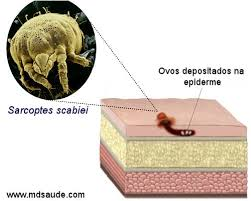 Ovos depositados na
epiderme
Sarcoptes scabiei
www.mdsaude.com